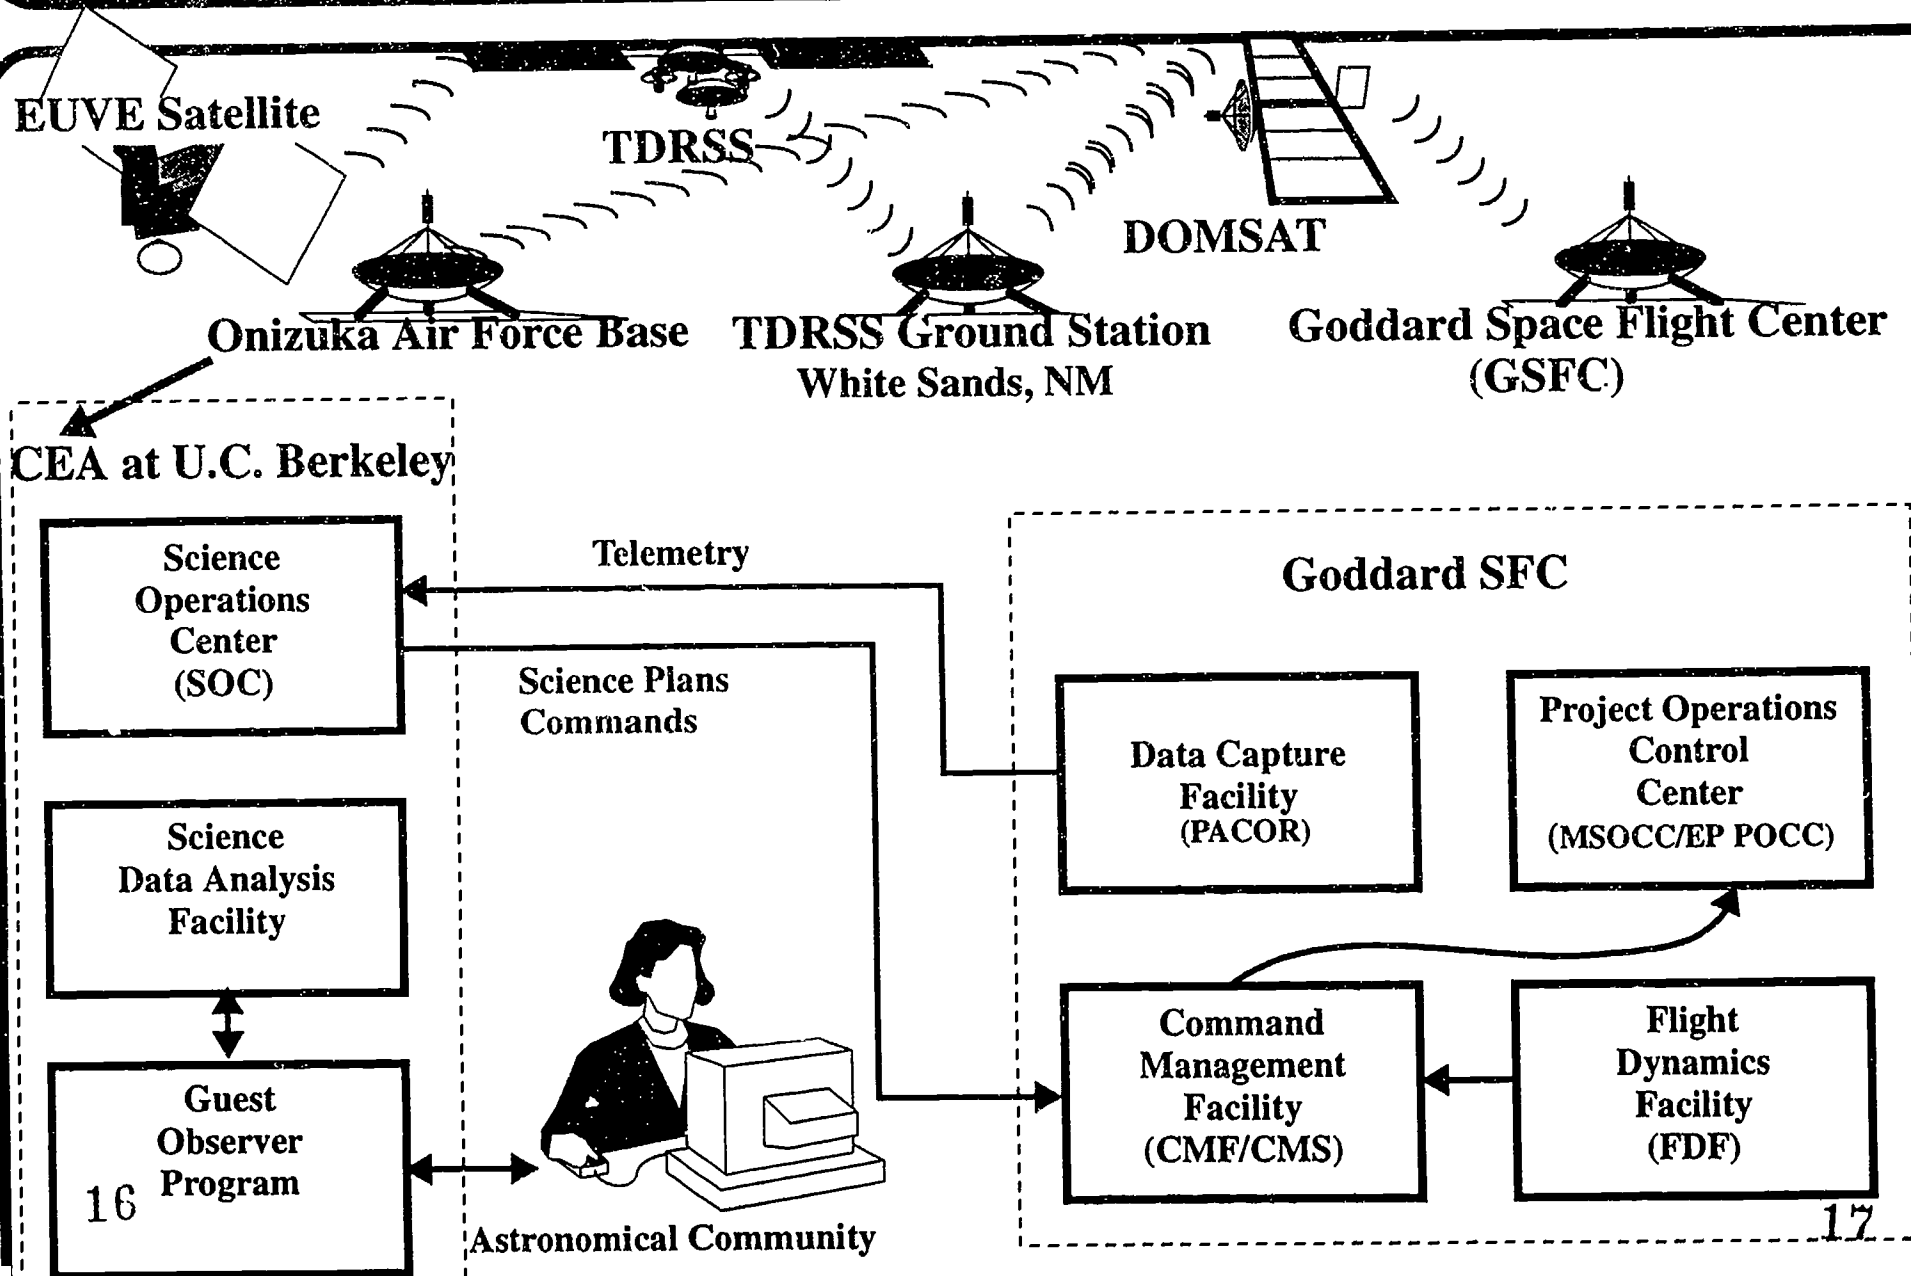 EUVE Satellite
TDRSS
DOMSAT
Onizuka Air Force Base
TDRSS Ground Station
White Sands, NM
Goddard Space Flight Center
(GSFC)
CEA at U.C. Berkeley
Science
Operations
Center
(SOC)
Telemetry
Science Plans
Commands
Science
Data Analysis
Facility
Guest
Observer
Program
16
Astronomical Community
Goddard SFC
Data Capture
Facility
(PACOR)
Project Operations
Control
Center
(MSOCC/EP POCC)
Command
Management
Facility
(CMF/CMS)
Flight
Dynamics
Facility
(FDF)
17